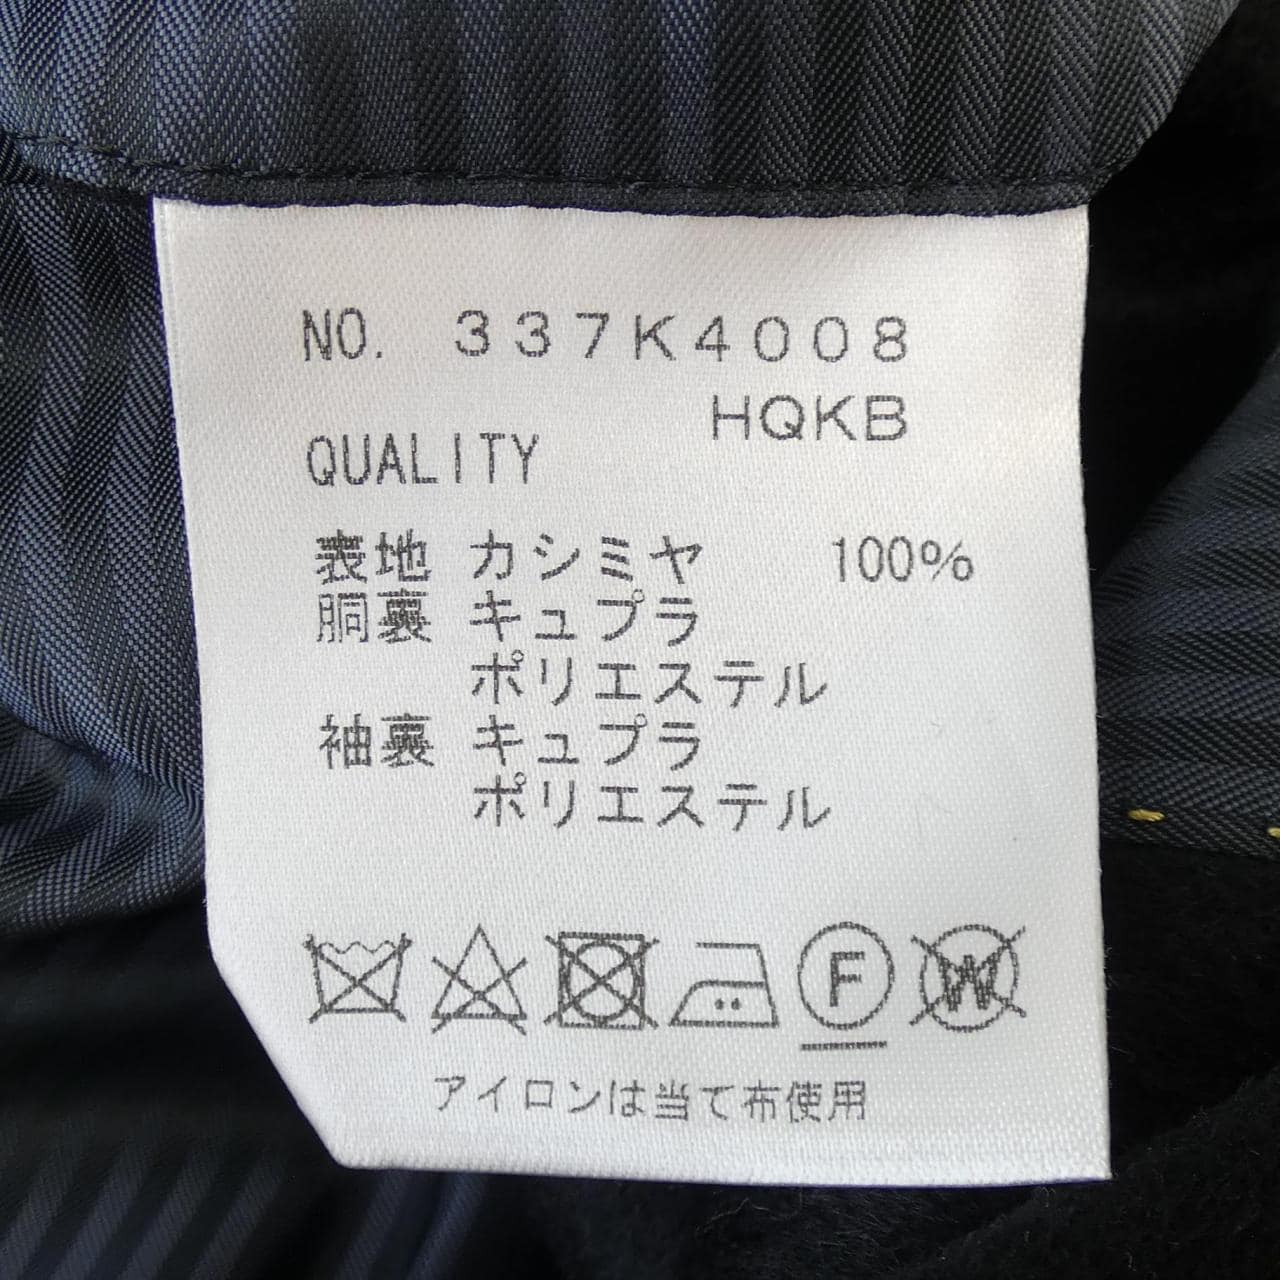 NO. 337K4008
HQKB
QUALITY
表地 カシミヤ 100%
胴裏 キュプラ
ポリエステル
袖裏 キュプラ
ポリエステル
F W
アイロンは当て布使用